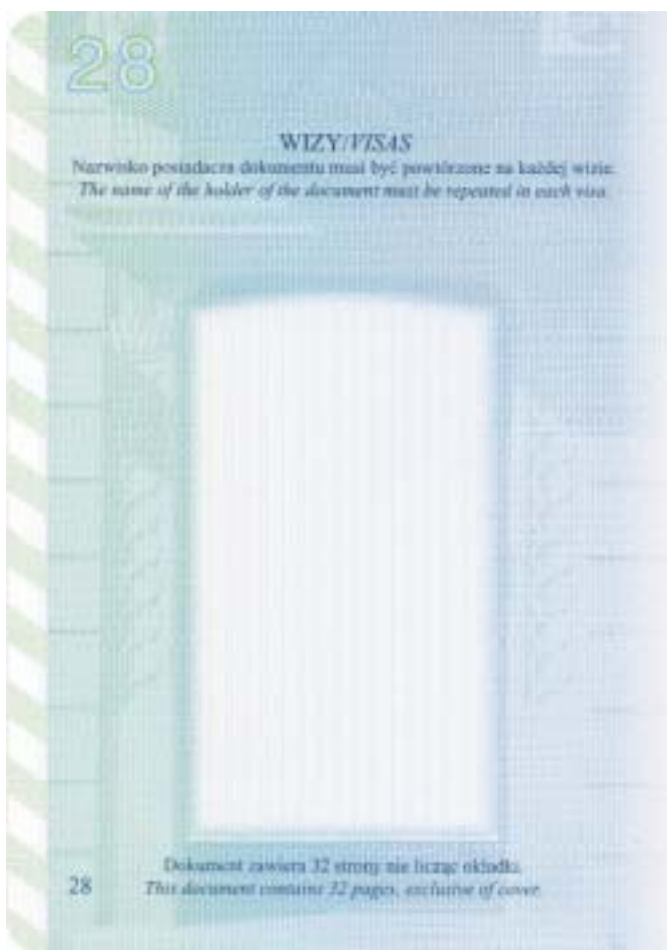 28
WIZY/VISAS
Nazwisko posiadacza dokumentu musi być powtórzone na każdej wizie.
The name of the holder of the document must be repeated in each visa.
Dokument zawiera 32 strony nie licząc okładki.
28
This document contains 32 pages, exclusive of cover.